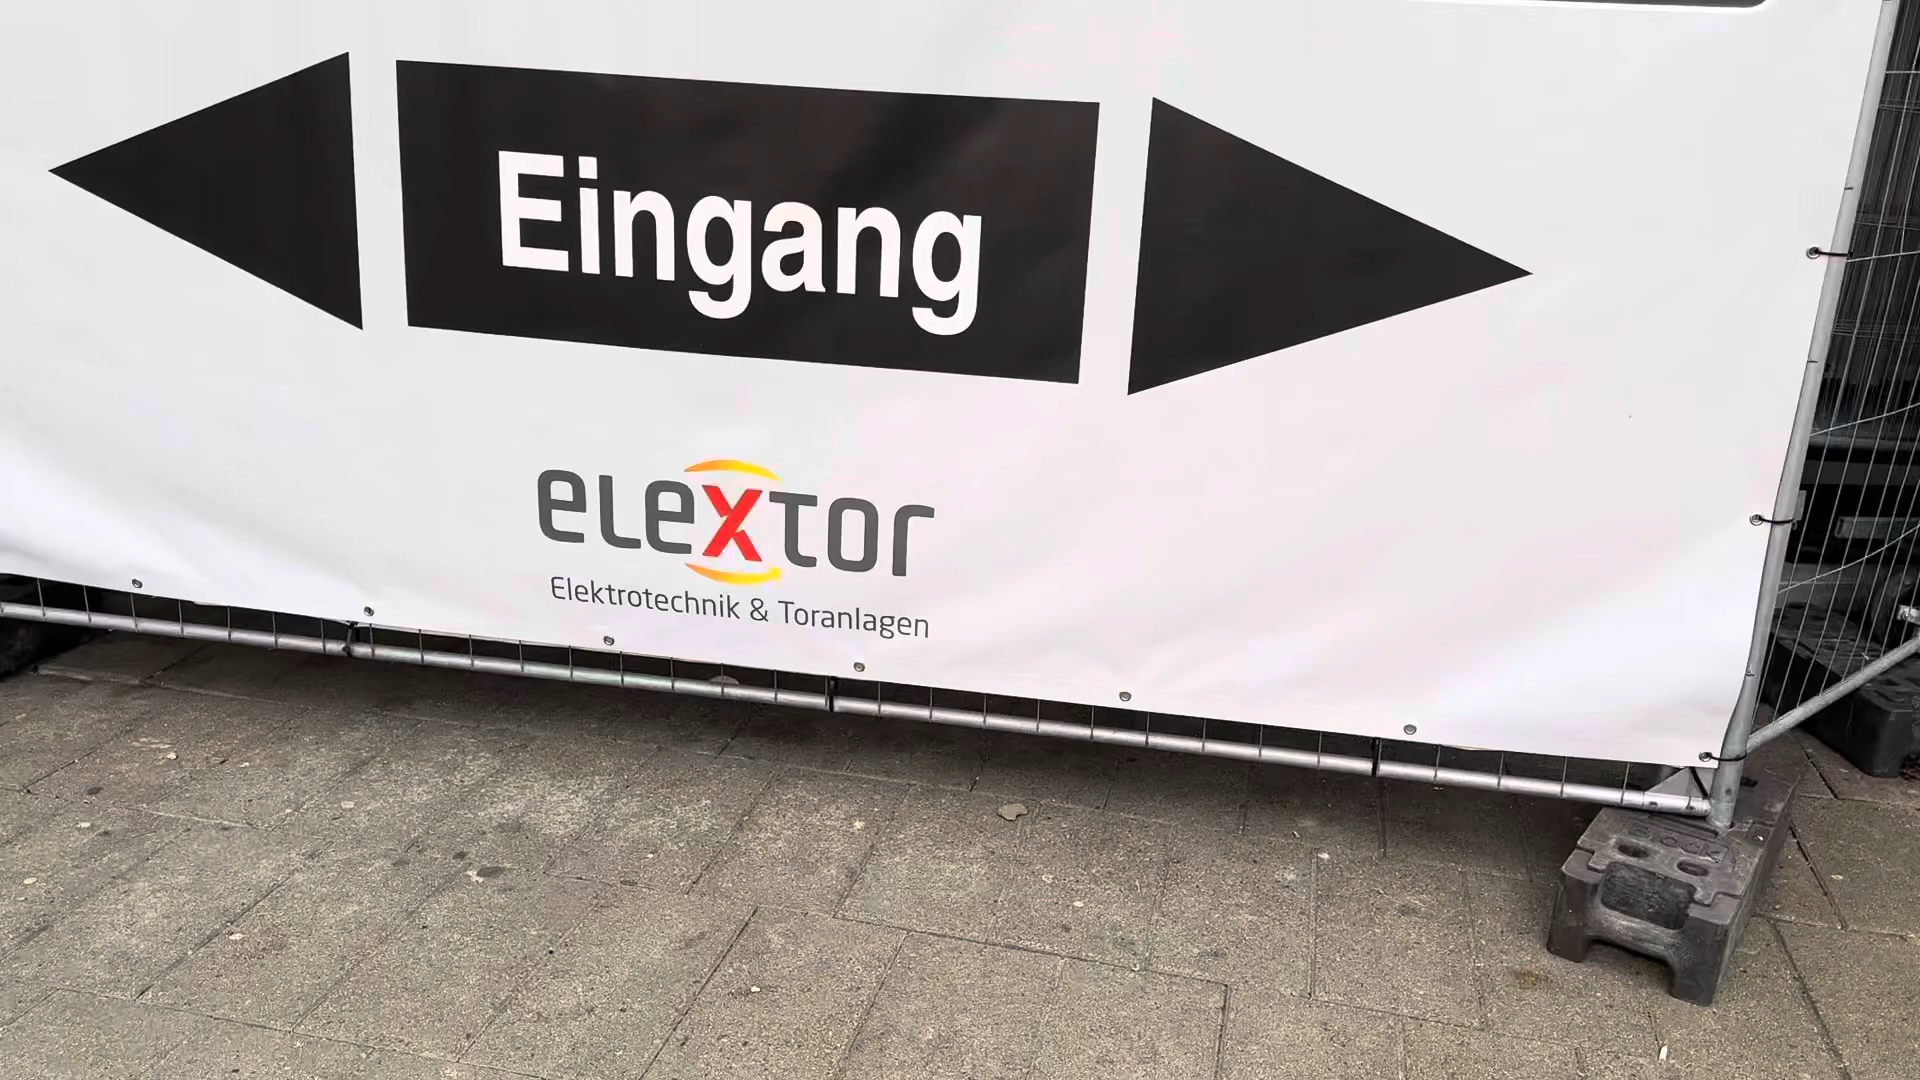 Eingang
elextor
Elektrotechnik & Toranlagen